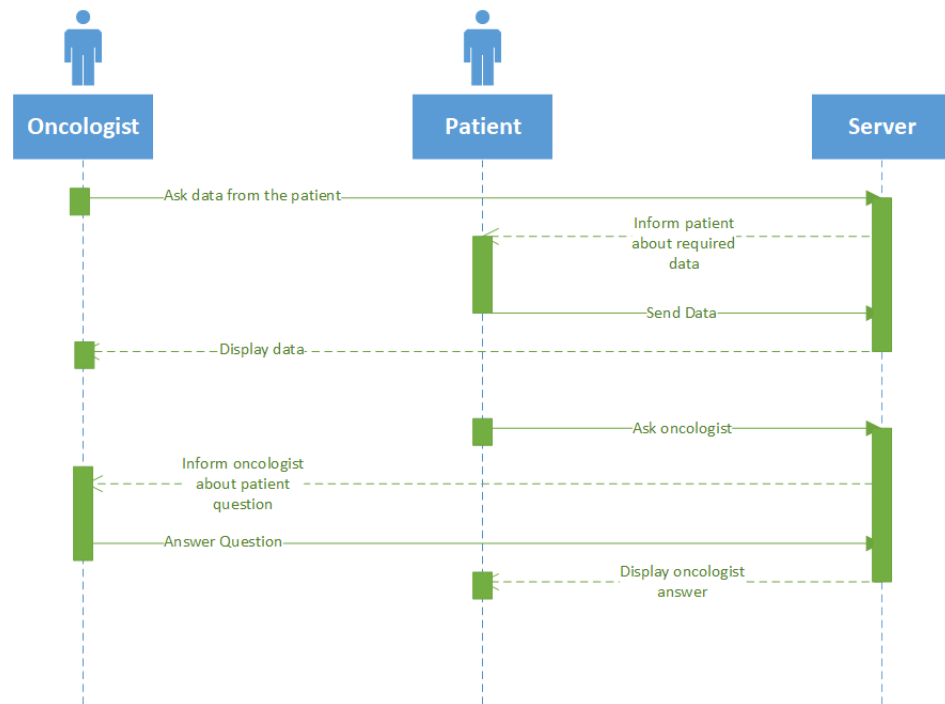 Oncologist
Patient
Server
Ask data from the patient
Inform patient
about required
data
Send Data
Display data
Ask oncologist
Inform oncologist
about patient
question
Answer Question
Display oncologist
answer